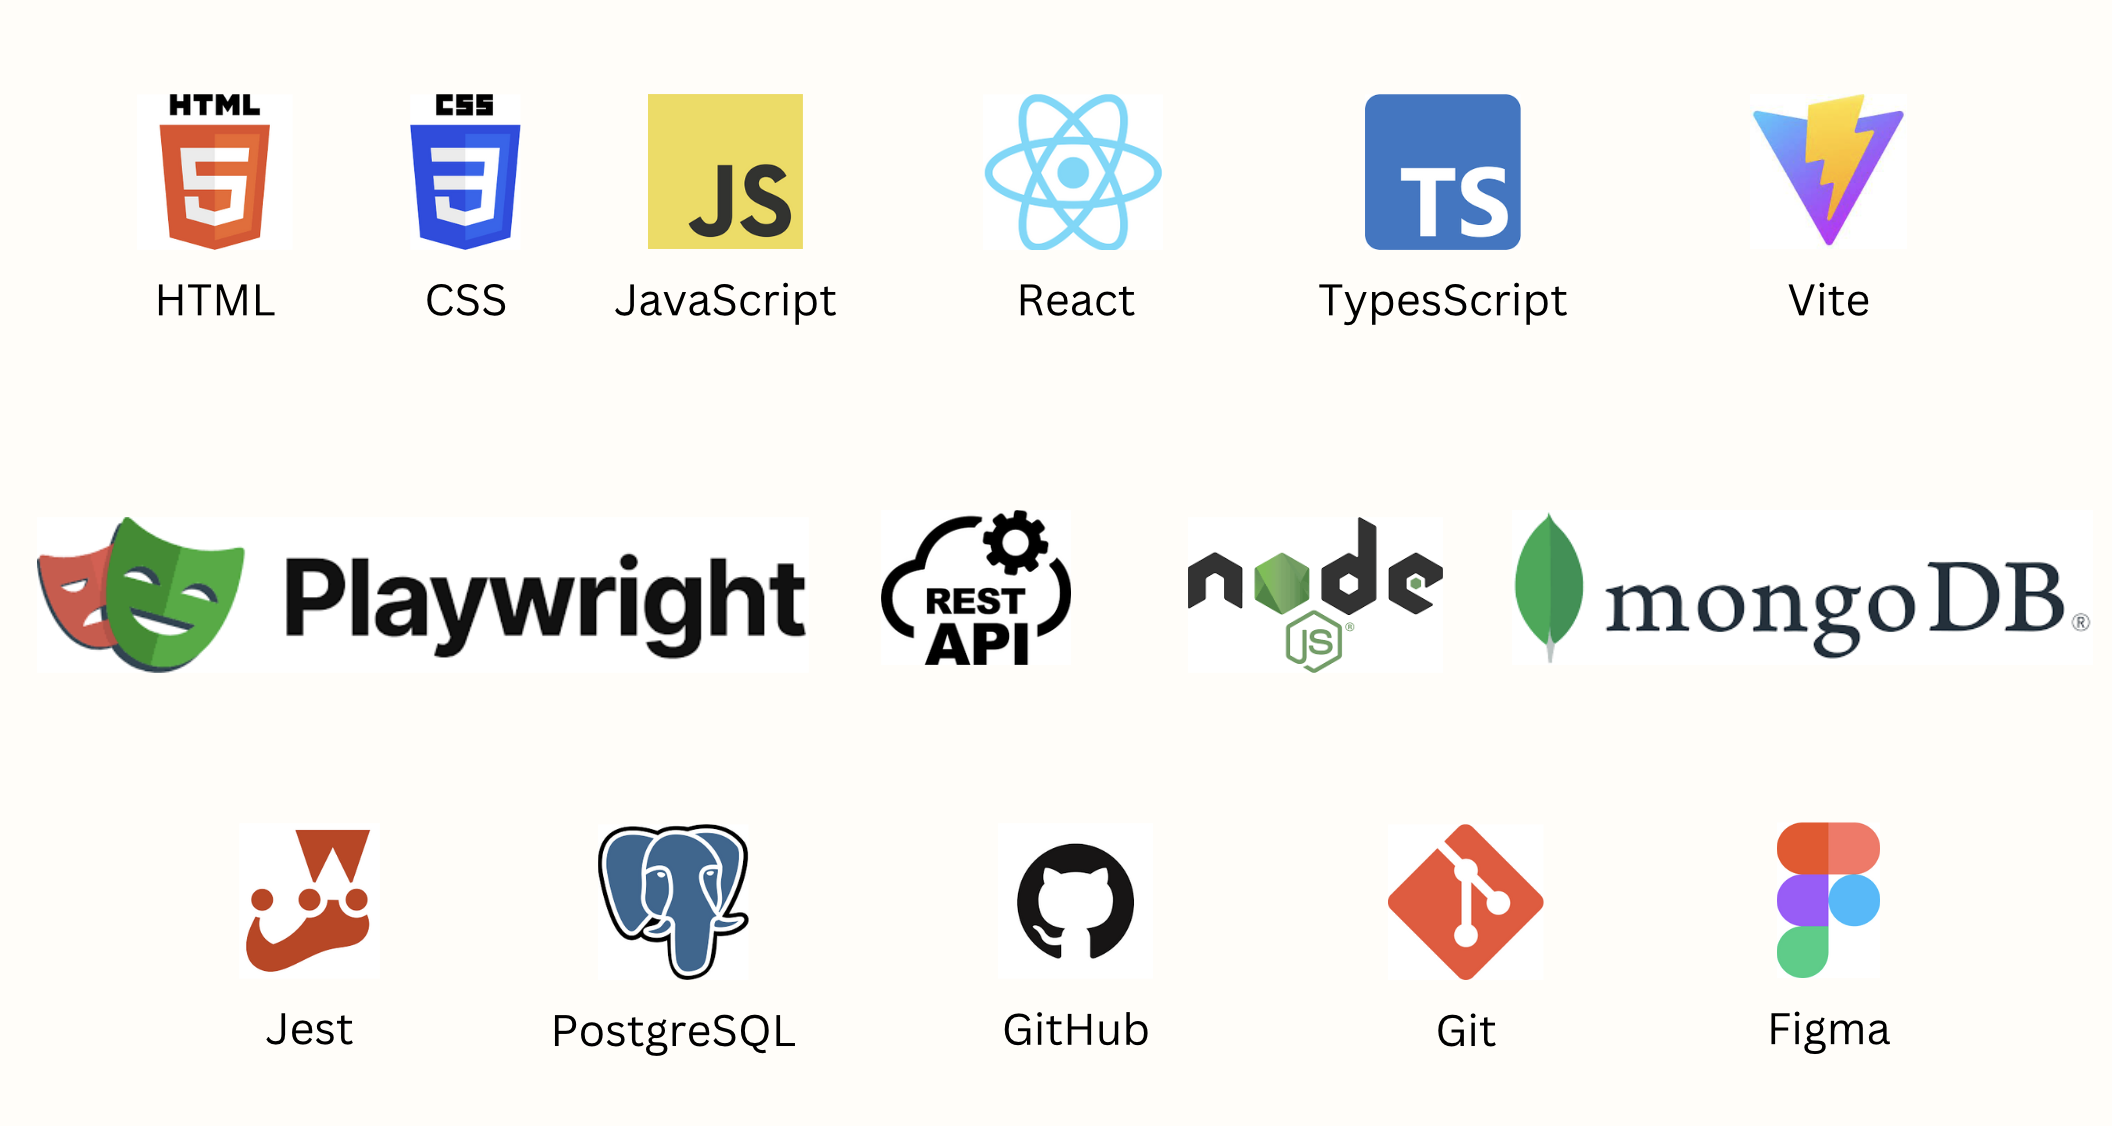 HTML
CSS
JS
TS
HTML
CSS
JavaScript
React
TypesScript
Vite
Playwright
REST
API
node
JS
®
mongoDB®
Jest
PostgreSQL
GitHub
Git
Figma